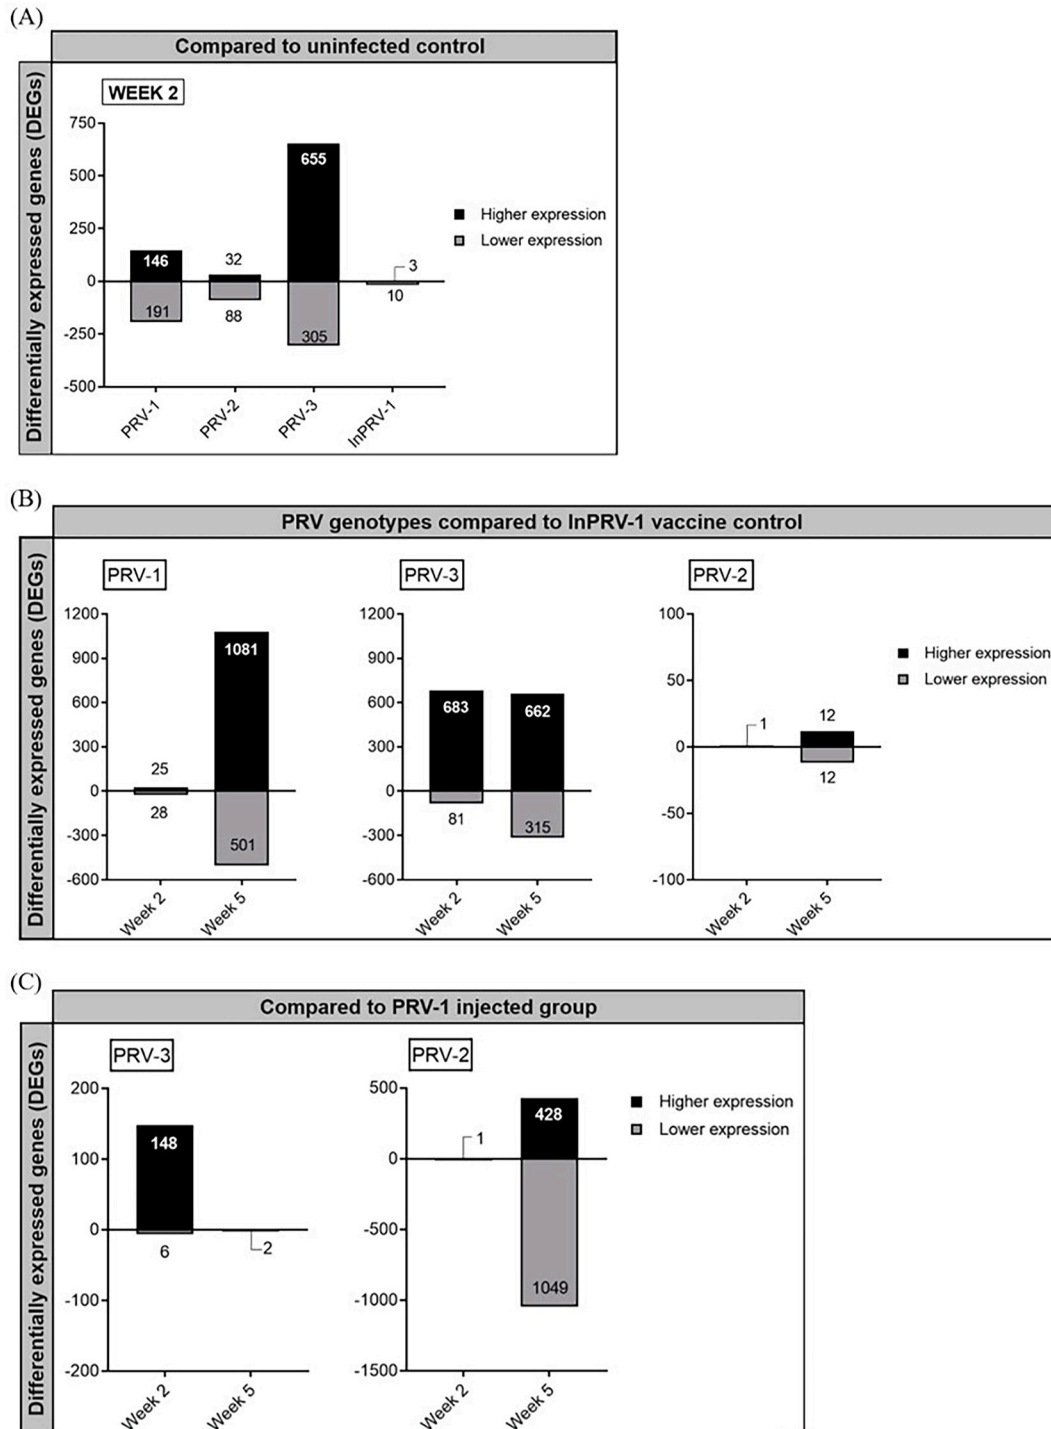 (A)
Compared to uninfected control
Differentially expressed genes (DEGs)
WEEK 2
750
500
250
0
-250
-500
146
191
32
88
655
305
3
10
Higher expression
Lower expression
PRV-1
PRV-2
PRV-3
InPRV-1
(B)
PRV genotypes compared to InPRV-1 vaccine control
Differentially expressed genes (DEGs)
PRV-1
1200
900
600
300
0
-300
-600
25
28
1081
501
Week 2
Week 5
PRV-3
1200
900
600
300
0
-300
-600
683
81
662
315
Week 2
Week 5
PRV-2
100
50
0
-50
-100
1
12
12
Week 2
Week 5
Higher expression
Lower expression
(C)
Compared to PRV-1 injected group
Differentially expressed genes (DEGs)
PRV-3
200
100
0
-100
-200
148
6
2
Week 2
Week 5
PRV-2
500
0
-500
-1000
-1500
1
428
1049
Week 2
Week 5
Higher expression
Lower expression